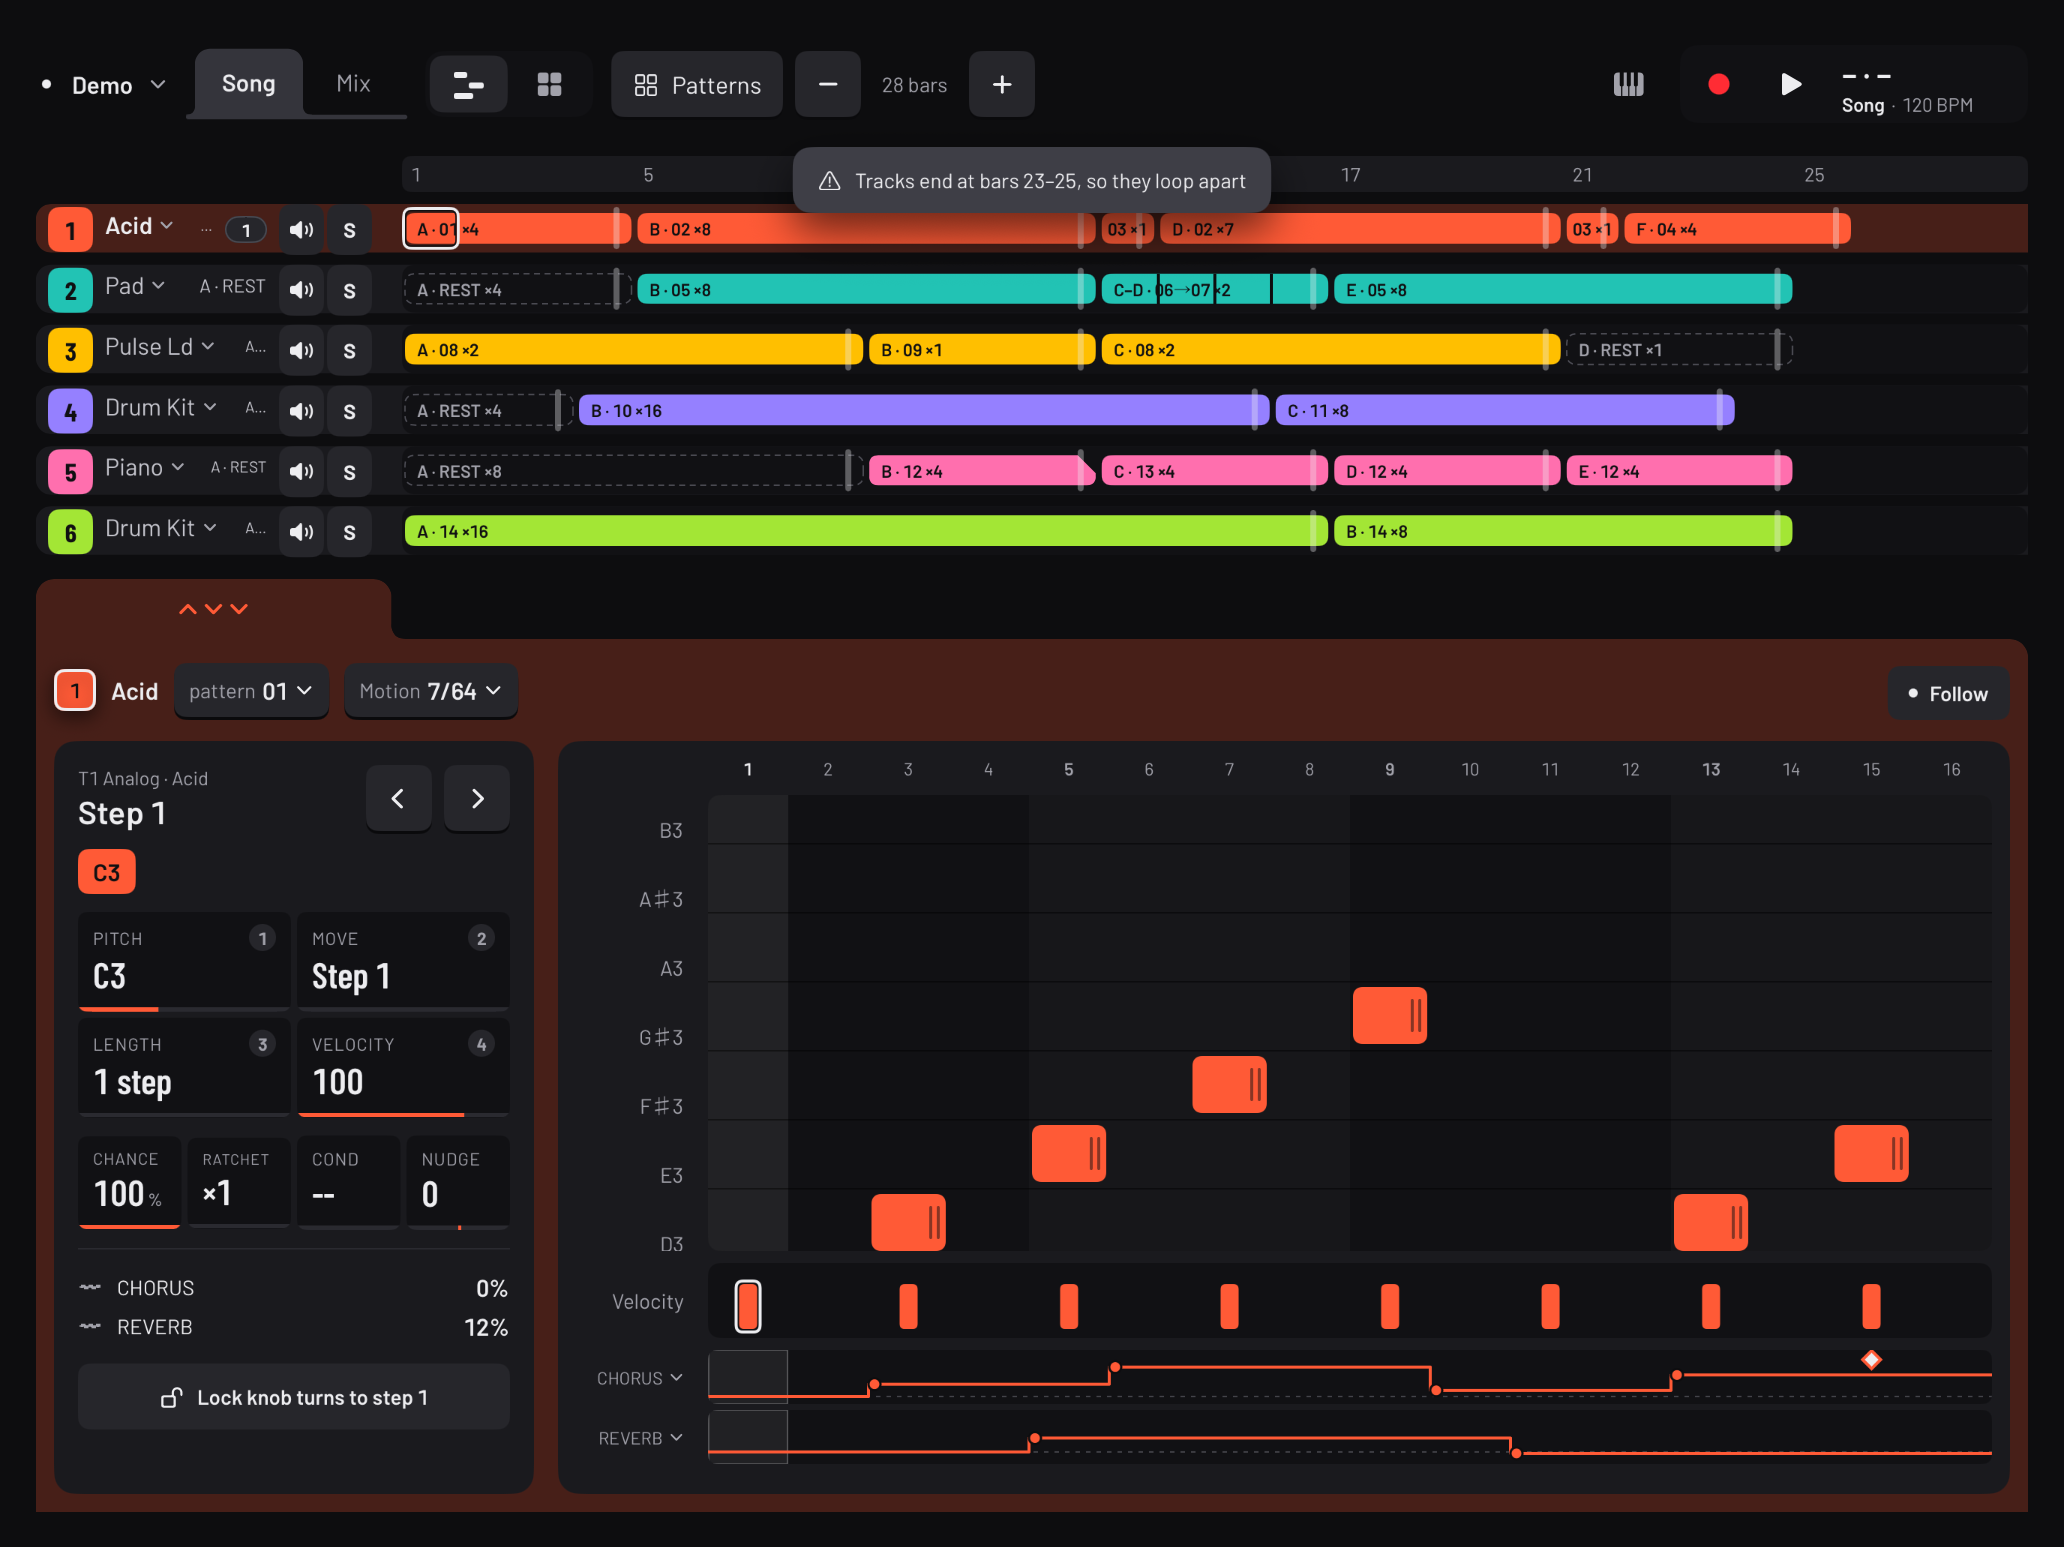 Demo Song Mix Patterns 28 bars
Song · 120 BPM
1 5 17 21 25
Tracks end at bars 23–25, so they loop apart
1 Acid ... 1 S A · 01 ×4 B · 02 ×8 03 ×1 D · 02 ×7 03 ×1 F · 04 ×4
2 Pad A · REST S A · REST ×4 B · 05 ×8 C–D · 06→07 ×2 E · 05 ×8
3 Pulse Ld A... S A · 08 ×2 B · 09 ×1 C · 08 ×2 D · REST ×1
4 Drum Kit A... S A · REST ×4 B · 10 ×16 C · 11 ×8
5 Piano A · REST S A · REST ×8 B · 12 ×4 C · 13 ×4 D · 12 ×4 E · 12 ×4
6 Drum Kit A... S A · 14 ×16 B · 14 ×8
1 Acid pattern 01 Motion 7/64 Follow
T1 Analog · Acid
Step 1
C3
PITCH 1 MOVE 2
C3 Step 1
LENGTH 3 VELOCITY 4
1 step 100
CHANCE RATCHET COND NUDGE
100 % ×1 -- 0
CHORUS 0%
REVERB 12%
Lock knob turns to step 1
1 2 3 4 5 6 7 8 9 10 11 12 13 14 15 16
B3
A♯3
A3
G♯3
F♯3
E3
D3
Velocity
CHORUS
REVERB